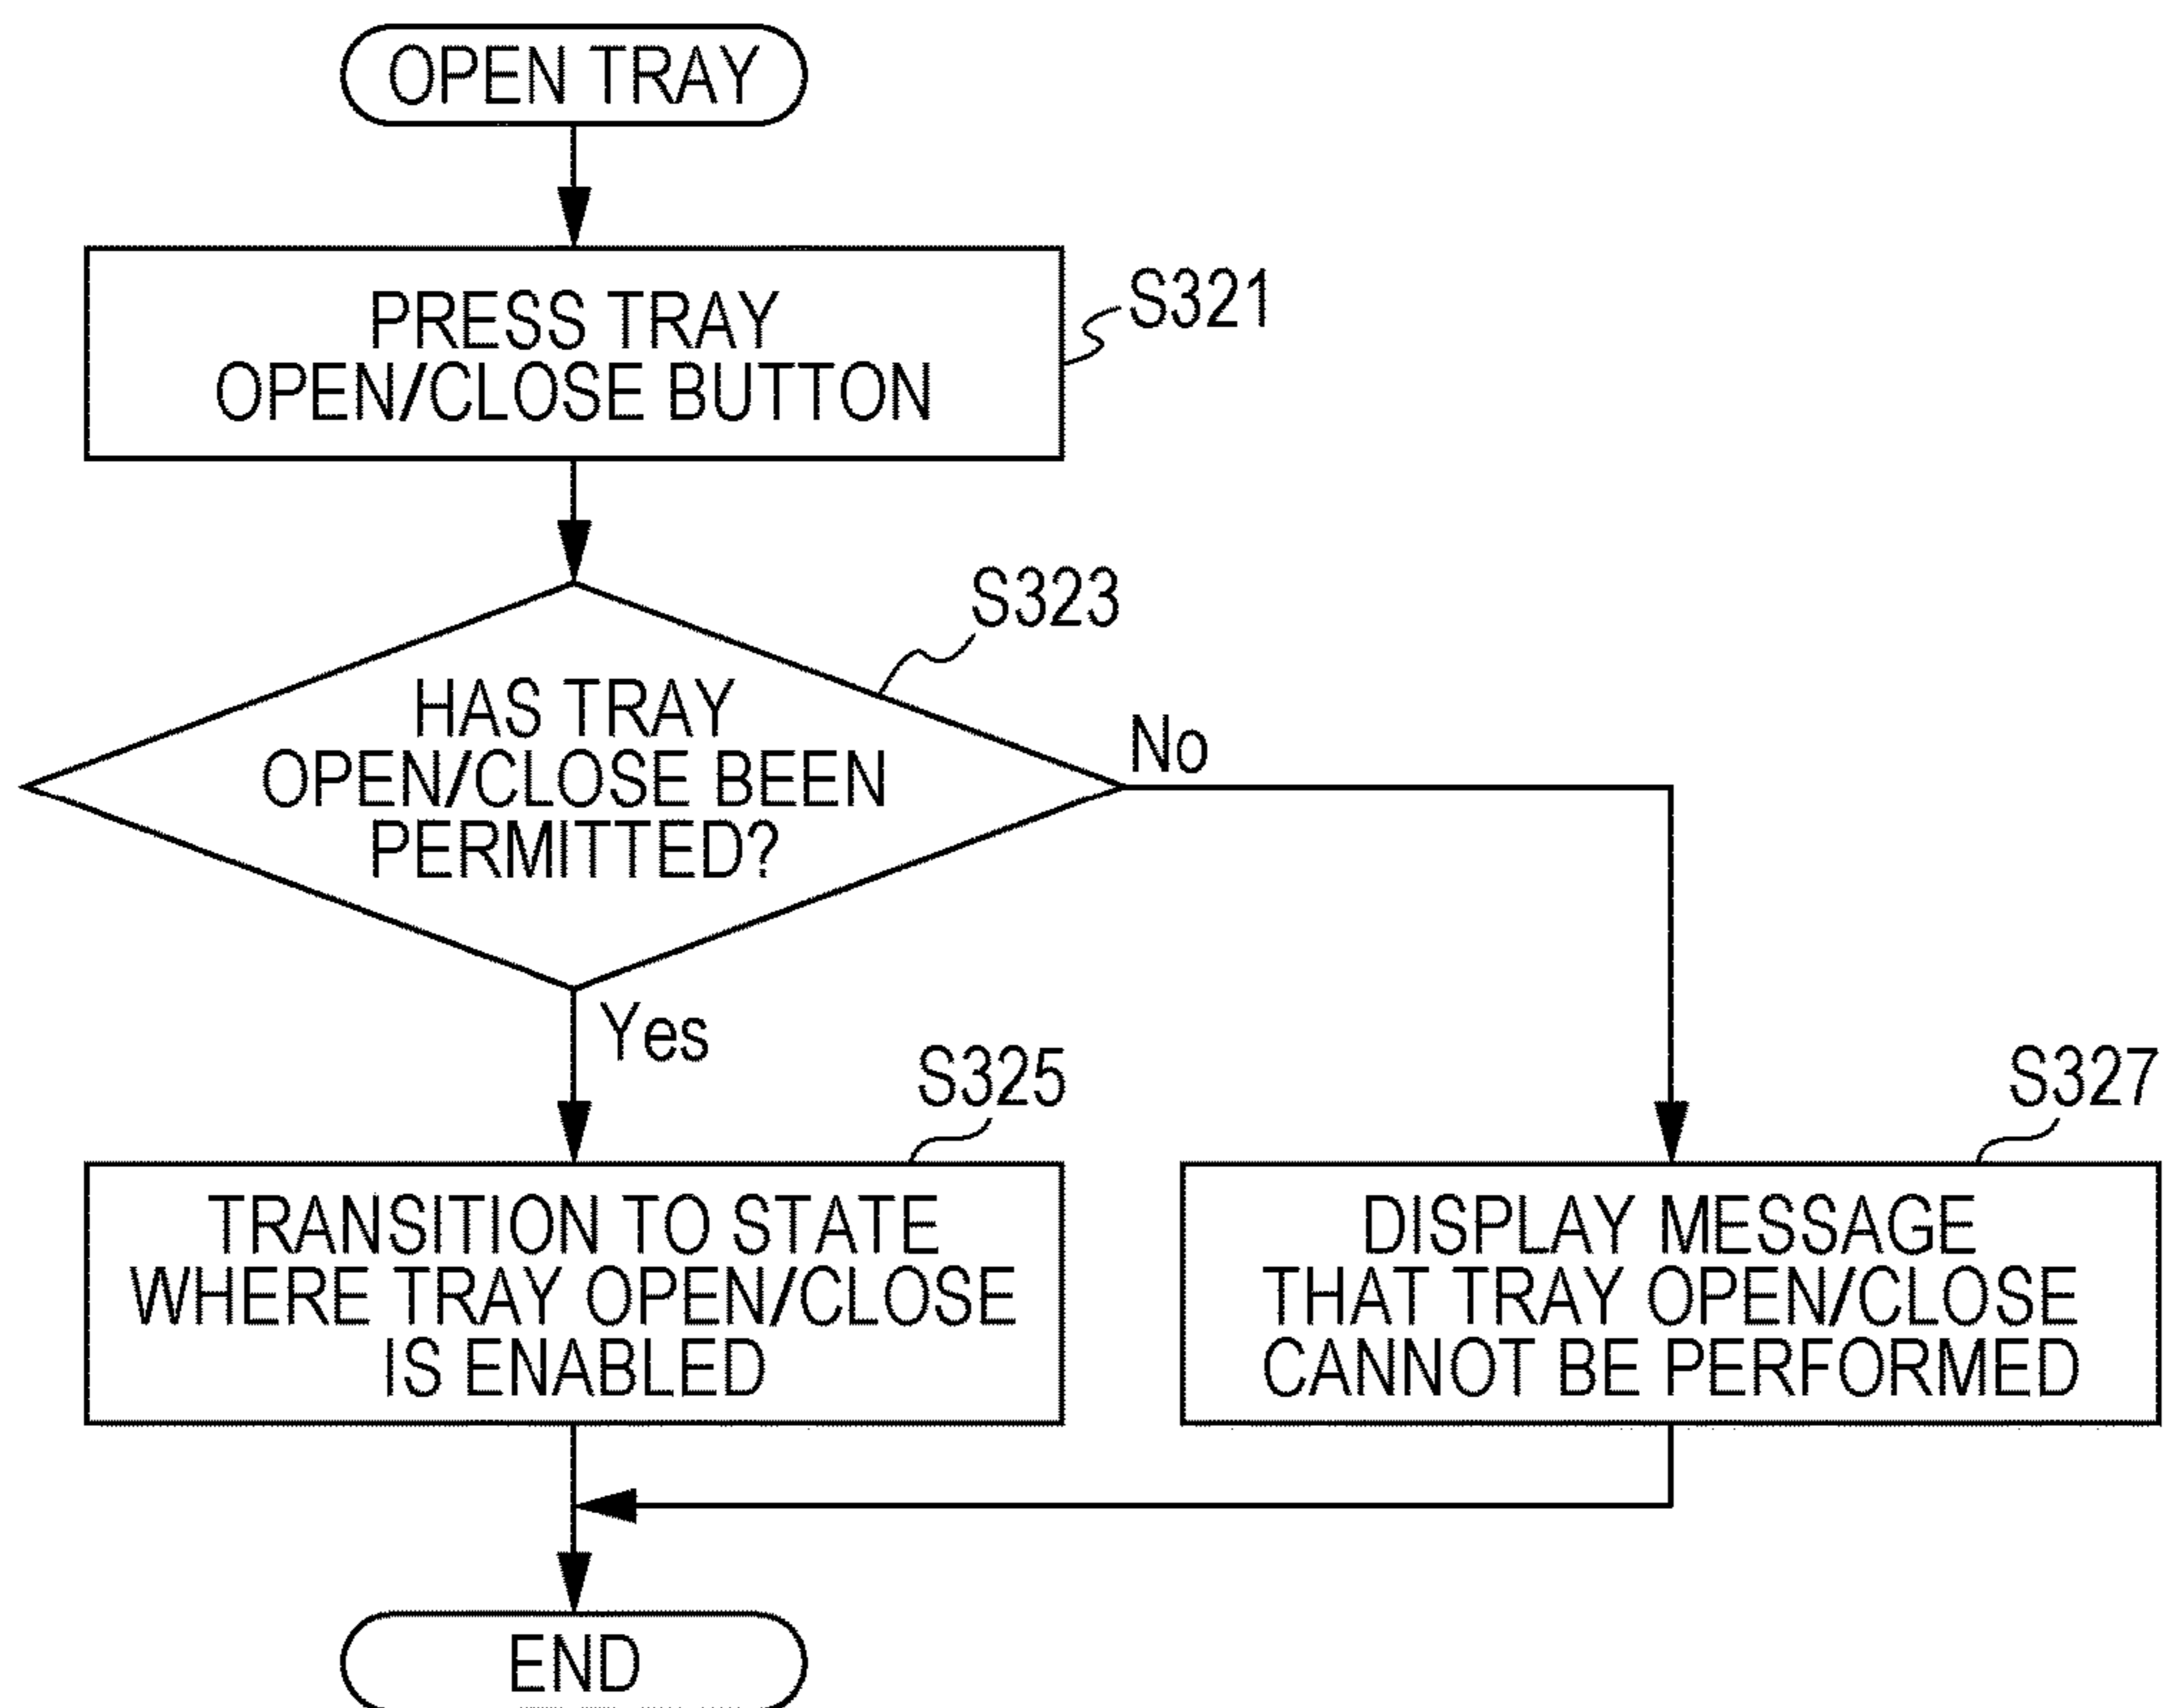 OPEN TRAY
PRESS TRAY
OPEN/CLOSE BUTTON
S321
HAS TRAY
OPEN/CLOSE BEEN
PERMITTED?
S323
No
Yes
TRANSITION TO STATE
WHERE TRAY OPEN/CLOSE
IS ENABLED
S325
DISPLAY MESSAGE
THAT TRAY OPEN/CLOSE
CANNOT BE PERFORMED
S327
END